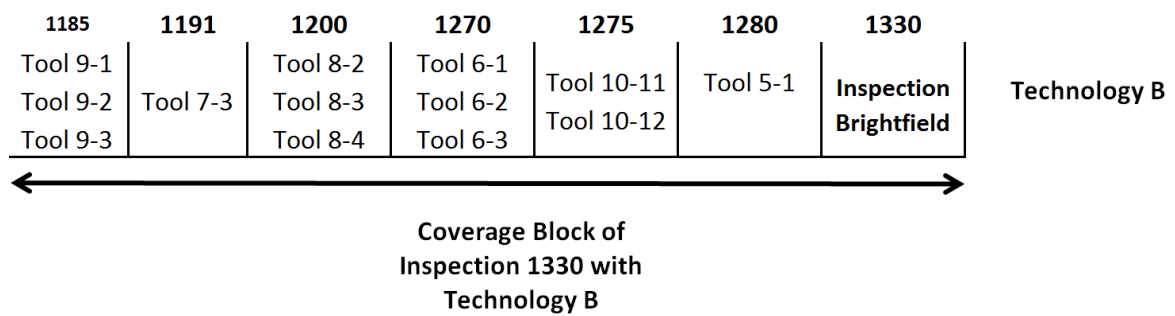 1185 1191 1200 1270 1275 1280 1330
Tool 9-1
Tool 9-2
Tool 9-3
Tool 7-3
Tool 8-2
Tool 8-3
Tool 8-4
Tool 6-1
Tool 6-2
Tool 6-3
Tool 10-11
Tool 10-12
Tool 5-1
Inspection
Brightfield
Technology B
Coverage Block of
Inspection 1330 with
Technology B